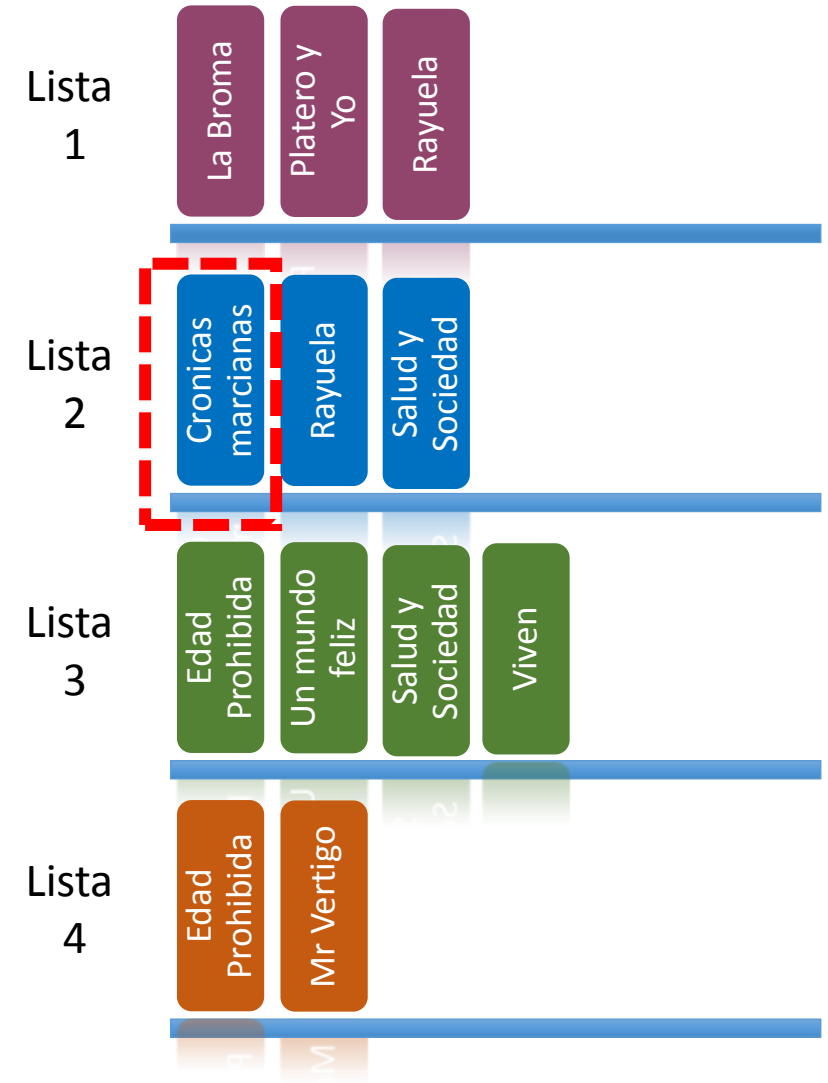 Lista
1
La Broma
Platero y
Yo
Rayuela
Lista
2
Cronicas
marcianas
Rayuela
Salud y
Sociedad
Lista
3
Edad
Prohibida
Un mundo
feliz
Salud y
Sociedad
Viven
Lista
4
Edad
Prohibida
Mr Vertigo